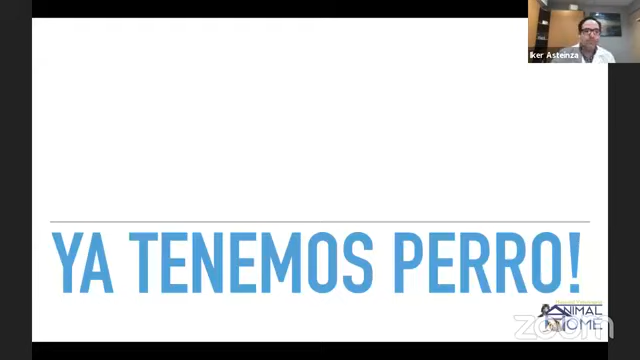 Iker Asteinza
YA TENEMOS PERRO!
ANIMAL
HOME
zoom